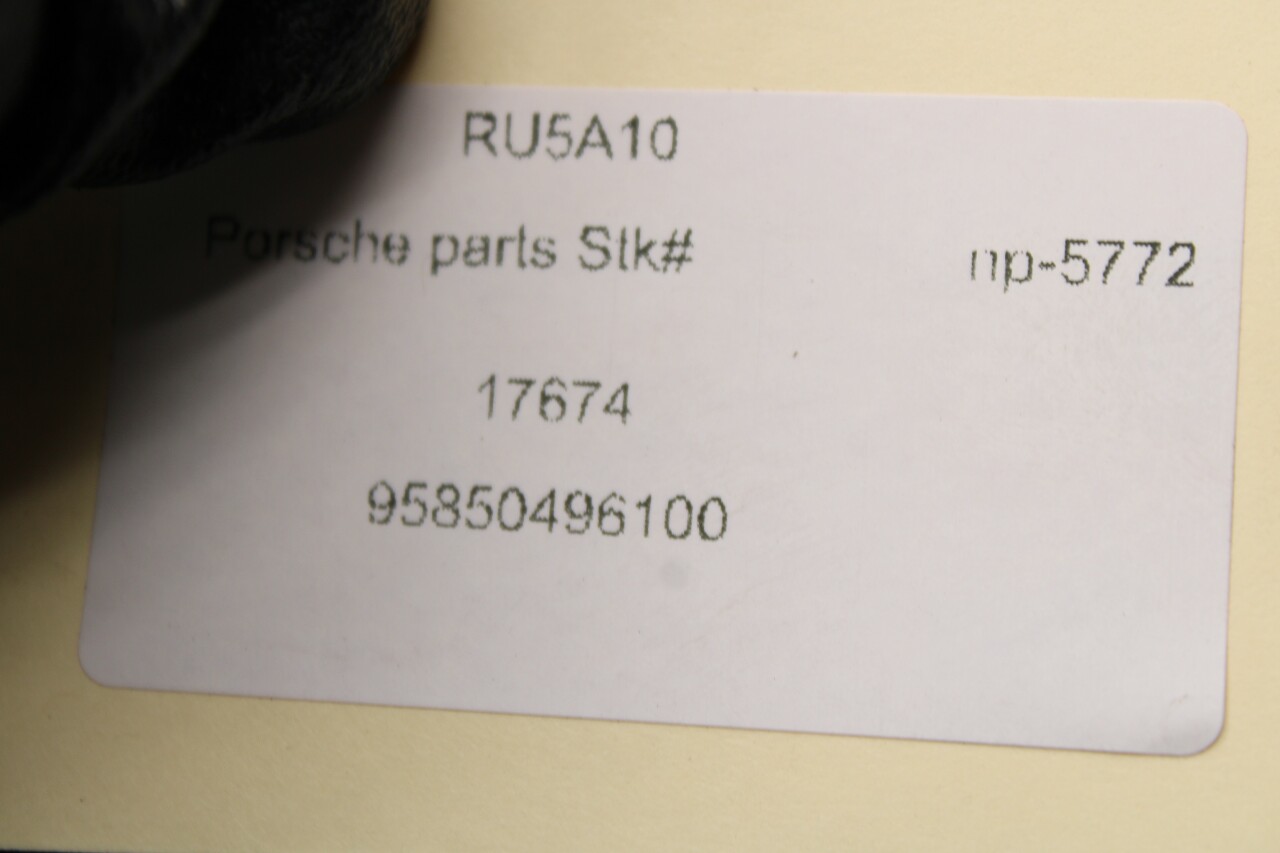 RU5A10
Porsche parts Stk# np-5772
17674
95850496100